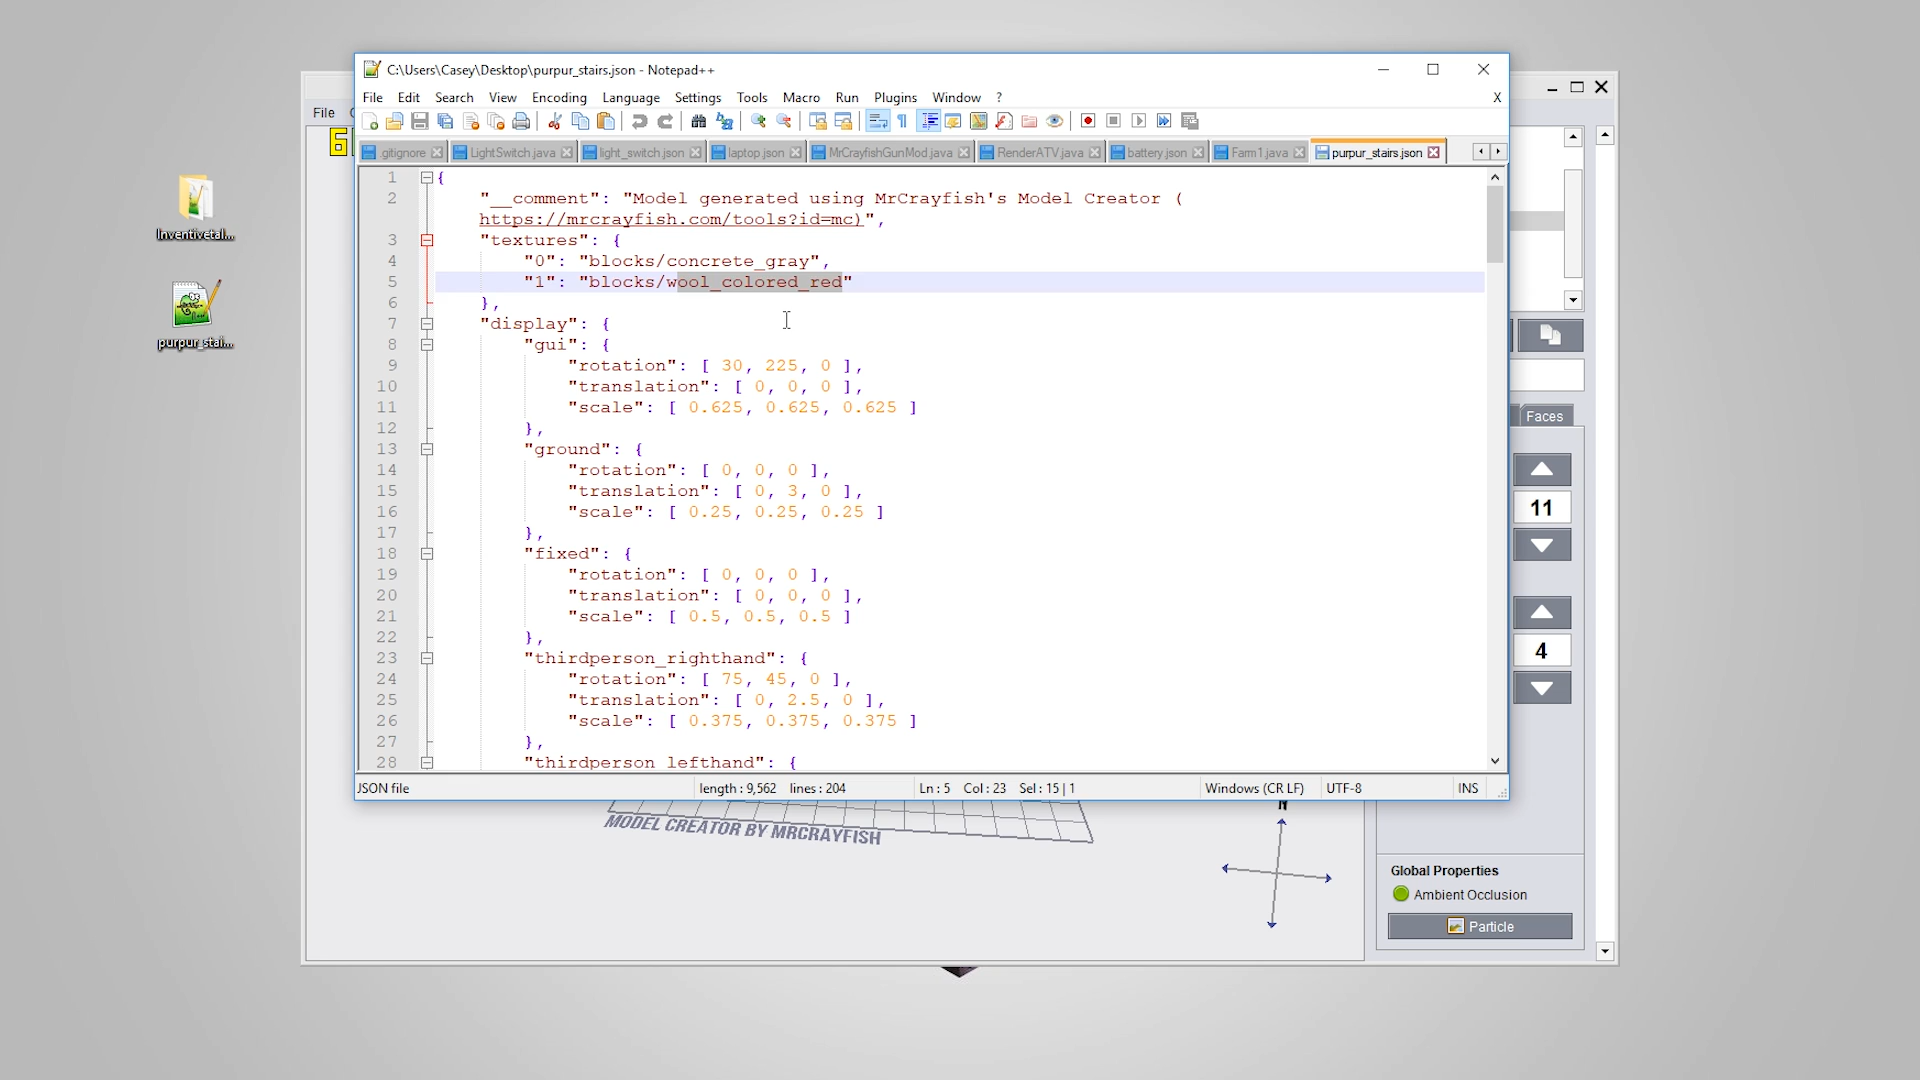 C:\Users\Casey\Desktop\purpur_stairs.json - Notepad++
File Edit Search View Encoding Language Settings Tools Macro Run Plugins Window ? X
.gitignore LightSwitch.java light_switch.json laptop.json MrCrayfishGunMod.java RenderATV.java battery.json Farm1.java purpur_stairs.json
1 {
2 "__comment": "Model generated using MrCrayfish's Model Creator (
https://mrcrayfish.com/tools?id=mc)",
3 "textures": {
4 "0": "blocks/concrete_gray",
5 "1": "blocks/wool_colored_red"
6 },
7 "display": {
8 "gui": {
9 "rotation": [ 30, 225, 0 ],
10 "translation": [ 0, 0, 0 ],
11 "scale": [ 0.625, 0.625, 0.625 ]
12 },
13 "ground": {
14 "rotation": [ 0, 0, 0 ],
15 "translation": [ 0, 3, 0 ],
16 "scale": [ 0.25, 0.25, 0.25 ]
17 },
18 "fixed": {
19 "rotation": [ 0, 0, 0 ],
20 "translation": [ 0, 0, 0 ],
21 "scale": [ 0.5, 0.5, 0.5 ]
22 },
23 "thirdperson_righthand": {
24 "rotation": [ 75, 45, 0 ],
25 "translation": [ 0, 2.5, 0 ],
26 "scale": [ 0.375, 0.375, 0.375 ]
27 },
28 "thirdperson_lefthand": {
JSON file length : 9,562 lines : 204 Ln : 5 Col : 23 Sel : 15 | 1 Windows (CR LF) UTF-8 INS
File
6
Inventivetal...
purpur_stai...
Faces
11
4
MODEL CREATOR BY MRCRAYFISH
N
Global Properties
Ambient Occlusion
Particle